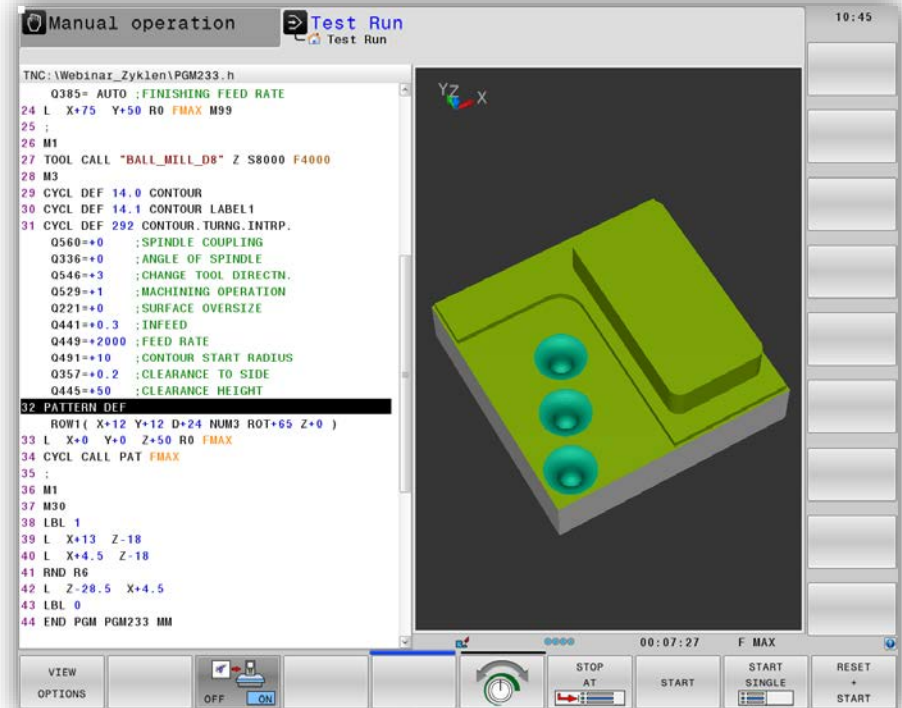 Manual operation
Test Run
Test Run
10:45
TNC:\Webinar_Zyklen\PGM233.h
Q385= AUTO ;FINISHING FEED RATE
24 L X+75 Y+50 R0 FMAX M99
25 ;
26 M1
27 TOOL CALL "BALL_MILL_D8" Z S8000 F4000
28 M3
29 CYCL DEF 14.0 CONTOUR
30 CYCL DEF 14.1 CONTOUR LABEL1
31 CYCL DEF 292 CONTOUR.TURNG.INTRP.
Q560=+0 ;SPINDLE COUPLING
Q336=+0 ;ANGLE OF SPINDLE
Q546=+3 ;CHANGE TOOL DIRECTN.
Q529=+1 ;MACHINING OPERATION
Q221=+0 ;SURFACE OVERSIZE
Q441=+0.3 ;INFEED
Q449=+2000 ;FEED RATE
Q491=+10 ;CONTOUR START RADIUS
Q357=+0.2 ;CLEARANCE TO SIDE
Q445=+50 ;CLEARANCE HEIGHT
32 PATTERN DEF
ROW1( X+12 Y+12 D+24 NUM3 ROT+65 Z+0 )
33 L X+0 Y+0 Z+50 R0 FMAX
34 CYCL CALL PAT FMAX
35 ;
36 M1
37 M30
38 LBL 1
39 L X+13 Z-18
40 L X+4.5 Z-18
41 RND R6
42 L Z-28.5 X+4.5
43 LBL 0
44 END PGM PGM233 MM
Y Z X
00:07:27 F MAX
VIEW
OPTIONS
OFF ON
STOP
AT
START
START
SINGLE
RESET
+
START